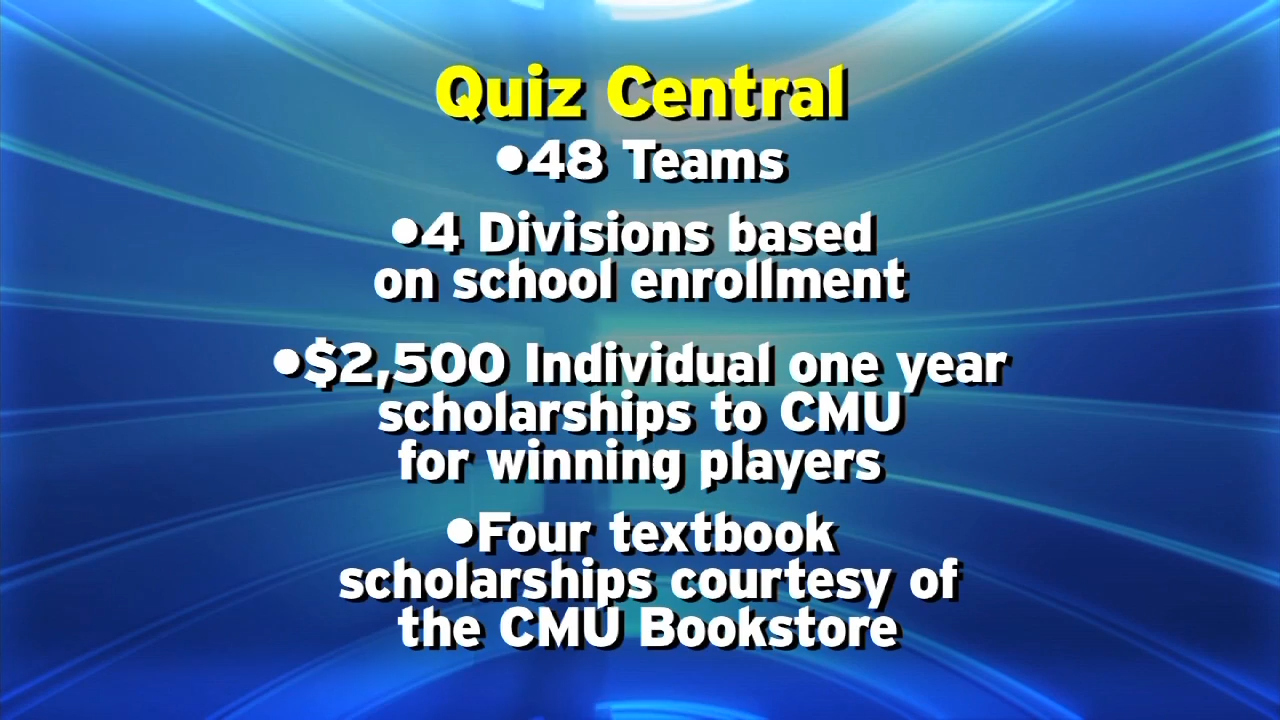 Quiz Central
•48 Teams
•4 Divisions based
on school enrollment
•$2,500 Individual one year
scholarships to CMU
for winning players
•Four textbook
scholarships courtesy of
the CMU Bookstore